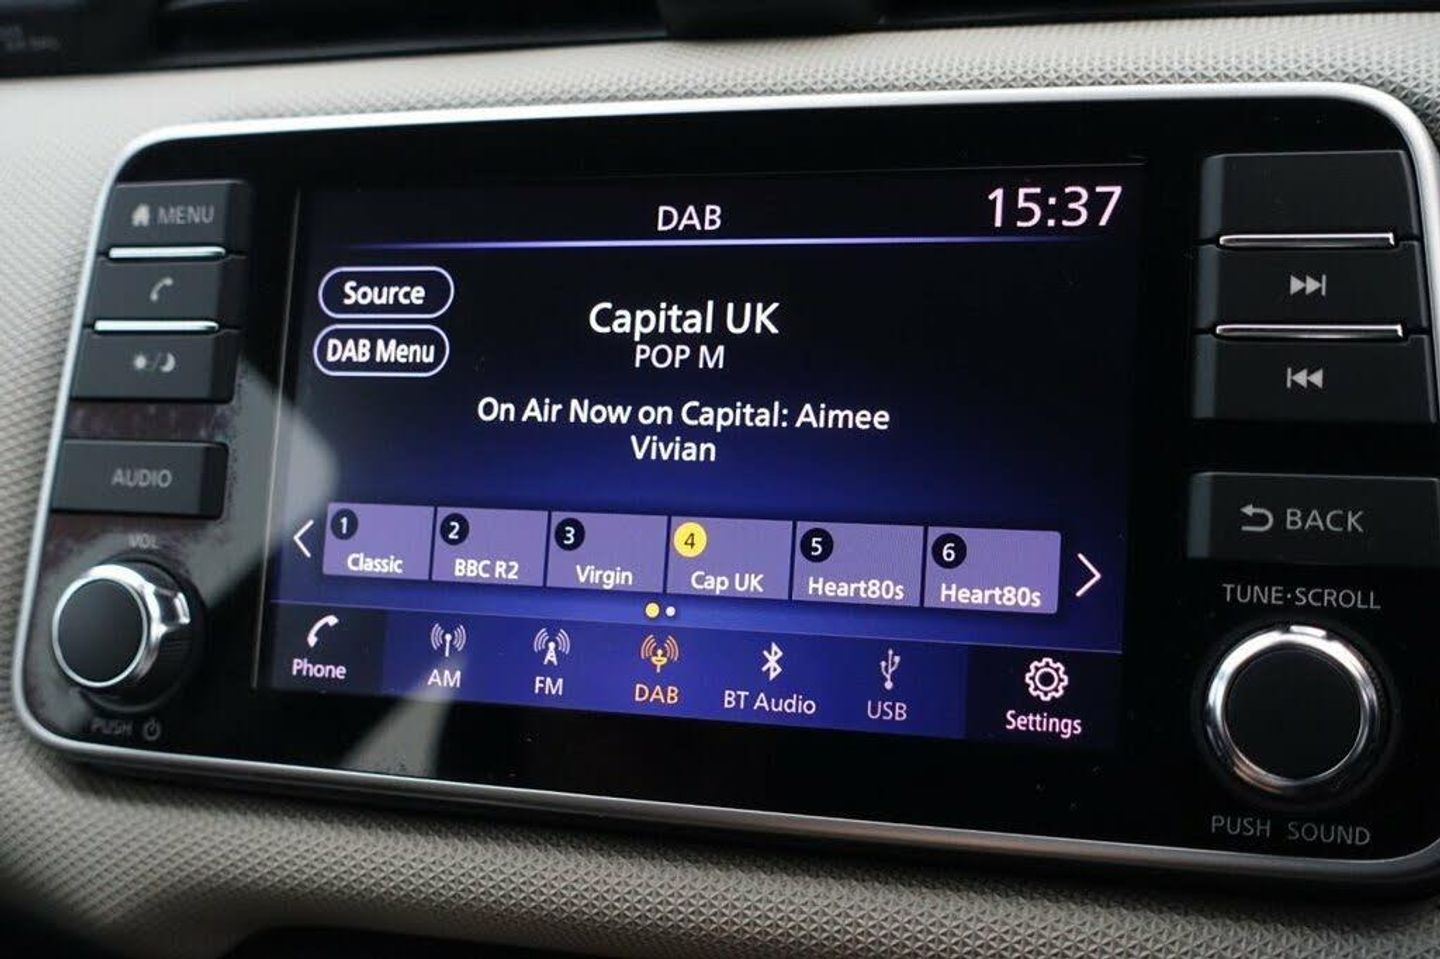 MENU
DAB
15:37
Source
DAB Menu
Capital UK
POP M
On Air Now on Capital: Aimee
Vivian
AUDIO
VOL
1 Classic
2 BBC R2
3 Virgin
4 Cap UK
5 Heart80s
6 Heart80s
BACK
TUNE·SCROLL
Phone
AM
FM
DAB
BT Audio
USB
Settings
PUSH
PUSH SOUND